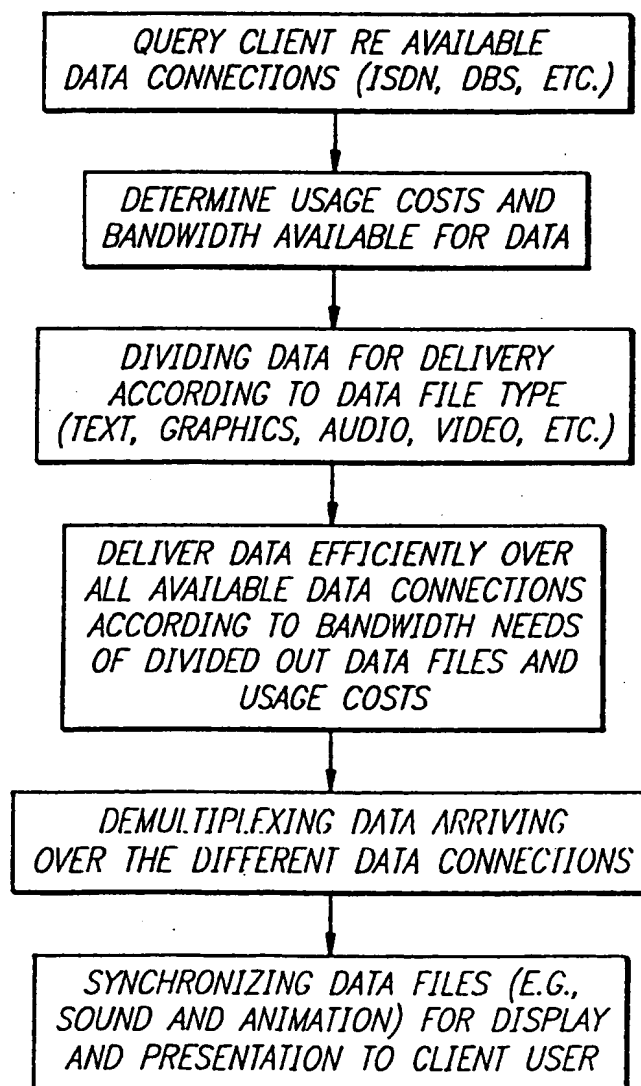 QUERY CLIENT RE AVAILABLE
DATA CONNECTIONS (ISDN, DBS, ETC.)
DETERMINE USAGE COSTS AND
BANDWIDTH AVAILABLE FOR DATA
DIVIDING DATA FOR DELIVERY
ACCORDING TO DATA FILE TYPE
(TEXT, GRAPHICS, AUDIO, VIDEO, ETC.)
DELIVER DATA EFFICIENTLY OVER
ALL AVAILABLE DATA CONNECTIONS
ACCORDING TO BANDWIDTH NEEDS
OF DIVIDED OUT DATA FILES AND
USAGE COSTS
DEMULTIPLEXING DATA ARRIVING
OVER THE DIFFERENT DATA CONNECTIONS
SYNCHRONIZING DATA FILES (E.G.,
SOUND AND ANIMATION) FOR DISPLAY
AND PRESENTATION TO CLIENT USER